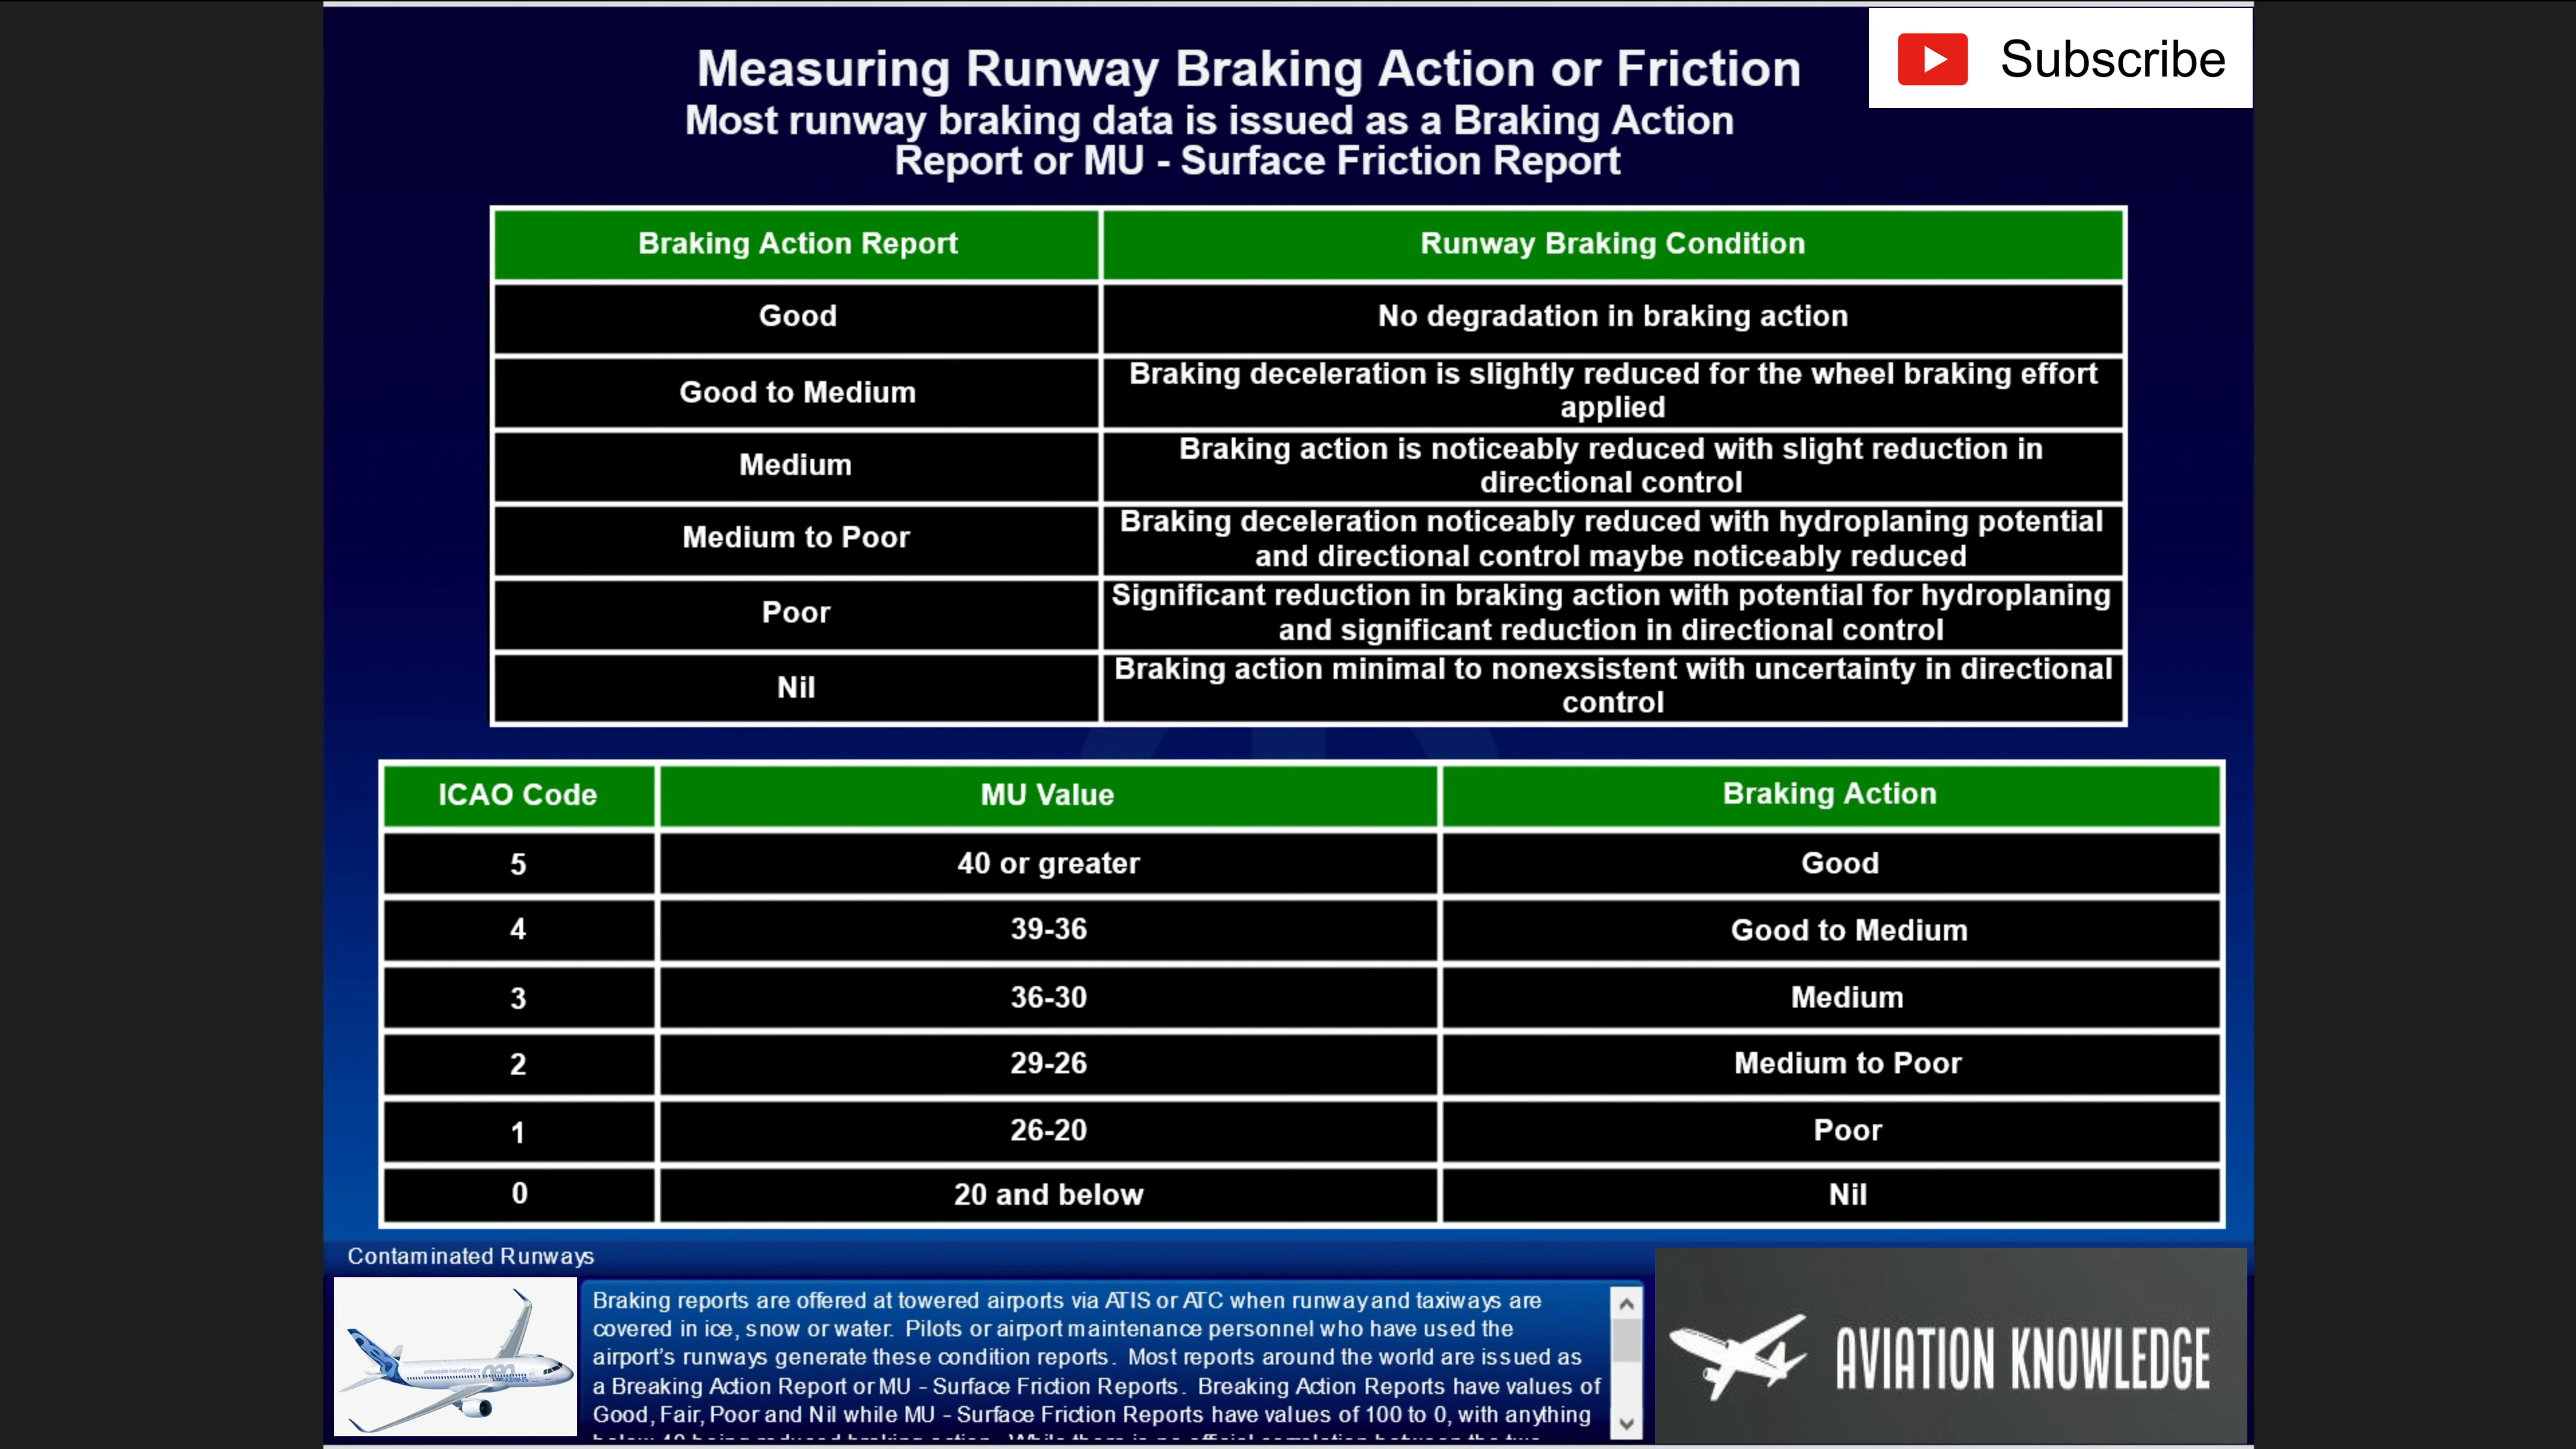 Subscribe
Measuring Runway Braking Action or Friction
Most runway braking data is issued as a Braking Action
Report or MU - Surface Friction Report
Braking Action Report Runway Braking Condition
Good No degradation in braking action
Good to Medium Braking deceleration is slightly reduced for the wheel braking effort
applied
Medium Braking action is noticeably reduced with slight reduction in
directional control
Medium to Poor Braking deceleration noticeably reduced with hydroplaning potential
and directional control maybe noticeably reduced
Poor Significant reduction in braking action with potential for hydroplaning
and significant reduction in directional control
Nil Braking action minimal to nonexsistent with uncertainty in directional
control
ICAO Code MU Value Braking Action
5 40 or greater Good
4 39-36 Good to Medium
3 36-30 Medium
2 29-26 Medium to Poor
1 26-20 Poor
0 20 and below Nil
Contaminated Runways
Braking reports are offered at towered airports via ATIS or ATC when runway and taxiways are
covered in ice, snow or water. Pilots or airport maintenance personnel who have used the
airport's runways generate these condition reports. Most reports around the world are issued as
a Breaking Action Report or MU - Surface Friction Reports. Breaking Action Reports have values of
Good, Fair, Poor and Nil while MU - Surface Friction Reports have values of 100 to 0, with anything
AVIATION KNOWLEDGE